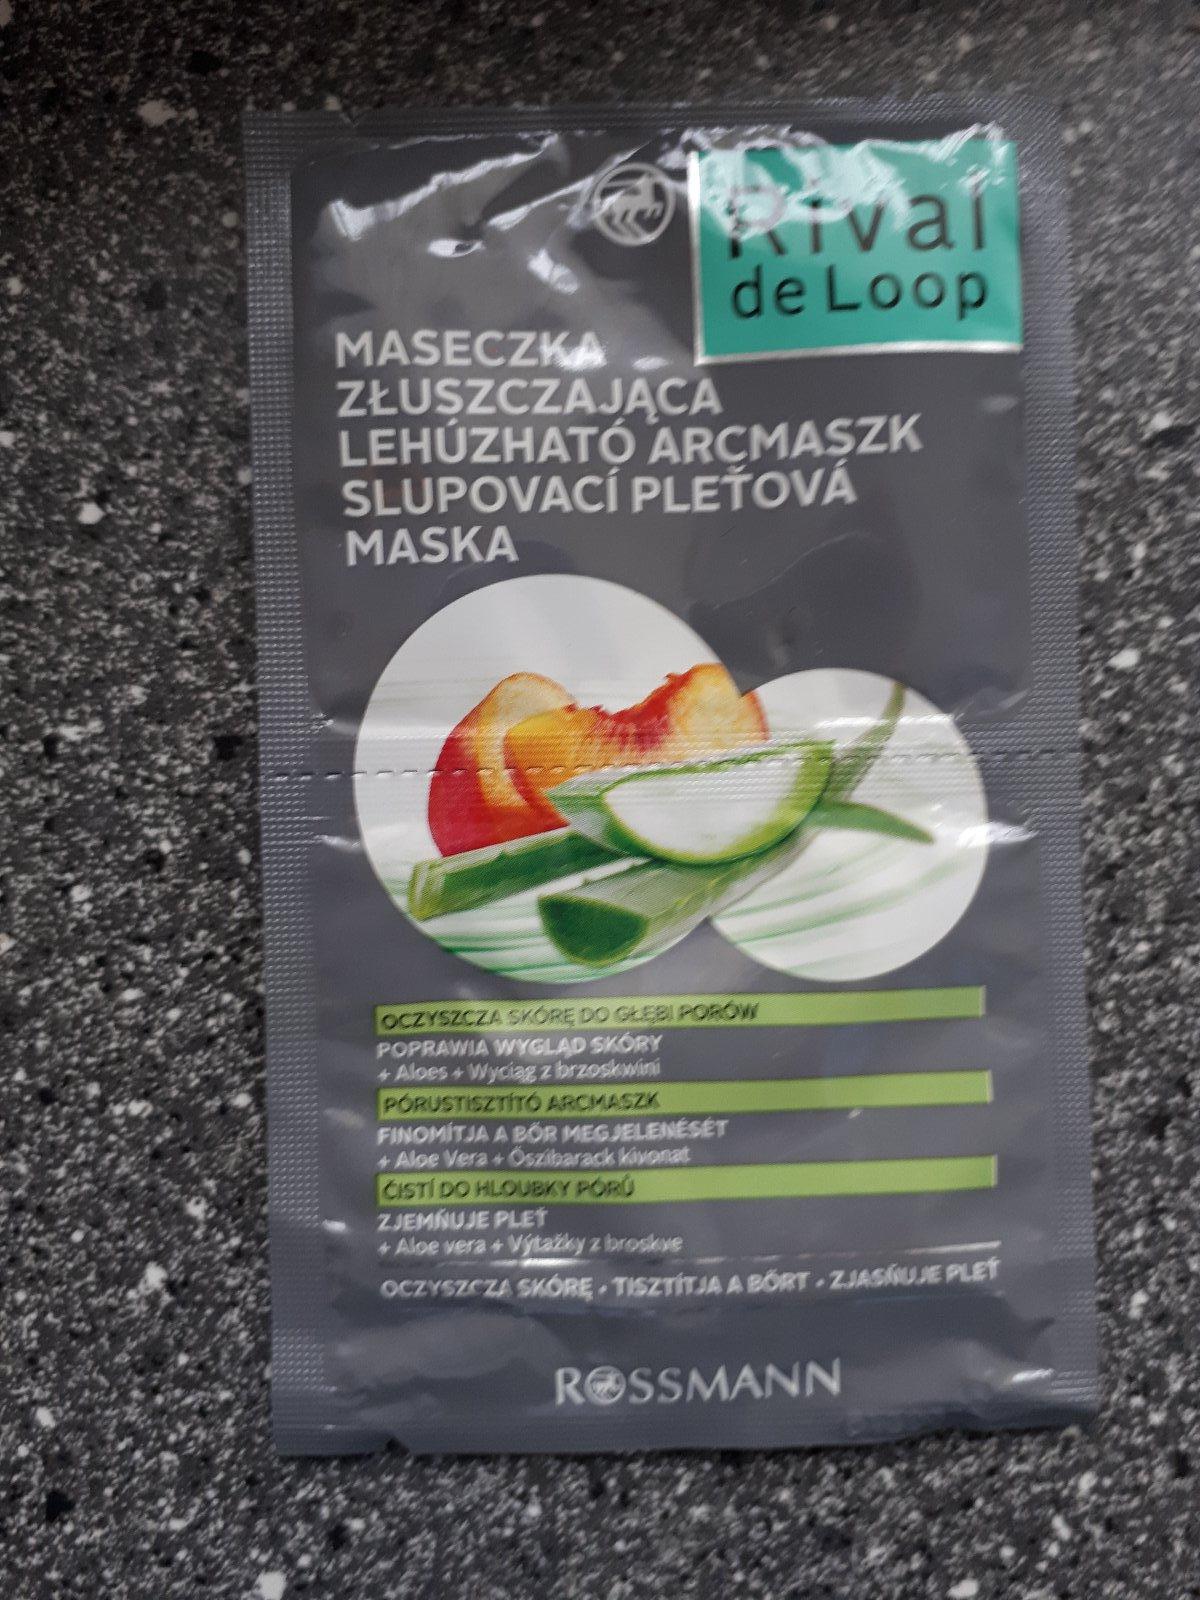 Rival
de Loop
MASECZKA
ZŁUSZCZAJĄCA
LEHÚZHATÓ ARCMASZK
SLUPOVACÍ PLEŤOVÁ
MASKA
OCZYSZCZA SKÓRĘ DO GŁĘBI PORÓW
POPRAWIA WYGLĄD SKÓRY
+ Aloes + Wyciąg z brzoskwini
PÓRUSTISZTÍTÓ ARCMASZK
FINOMÍTJA A BŐR MEGJELENÉSÉT
+ Aloe Vera + Őszibarack kivonat
ČISTÍ DO HLOUBKY PÓRŮ
ZJEMŇUJE PLEŤ
+ Aloe vera + Výtažky z broskve
OCZYSZCZA SKÓRĘ • TISZTÍTJA A BŐRT • ZJASŇUJE PLEŤ
ROSSMANN